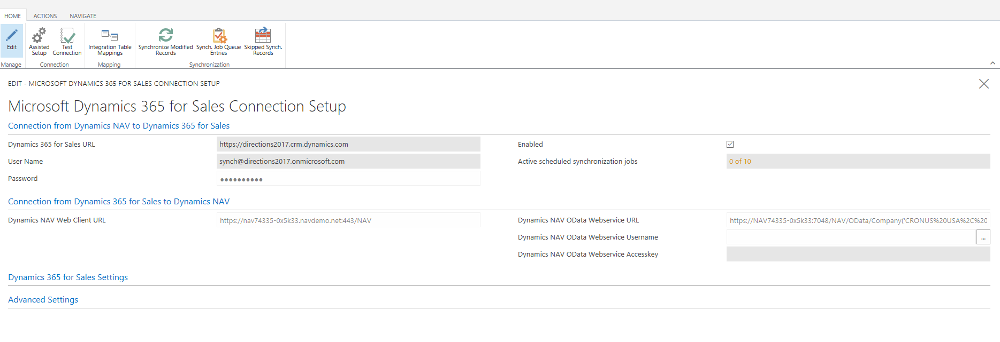 HOME ACTIONS NAVIGATE
Edit
Assisted Setup
Test Connection
Integration Table Mappings
Synchronize Modified Records
Synch. Job Queue Entries
Skipped Synch. Records
Manage Connection Mapping Synchronization
EDIT - MICROSOFT DYNAMICS 365 FOR SALES CONNECTION SETUP
Microsoft Dynamics 365 for Sales Connection Setup
Connection from Dynamics NAV to Dynamics 365 for Sales
Dynamics 365 for Sales URL https://directions2017.crm.dynamics.com Enabled
User Name synch@directions2017.onmicrosoft.com Active scheduled synchronization jobs 0 of 10
Password ●●●●●●●●●●
Connection from Dynamics 365 for Sales to Dynamics NAV
Dynamics NAV Web Client URL https://nav74335-0x5k33.navdemo.net:443/NAV Dynamics NAV OData Webservice URL https://NAV74335-0x5k33:7048/NAV/OData/Company('CRONUS%20USA%2C%20
Dynamics NAV OData Webservice Username ...
Dynamics NAV OData Webservice Accesskey
Dynamics 365 for Sales Settings
Advanced Settings